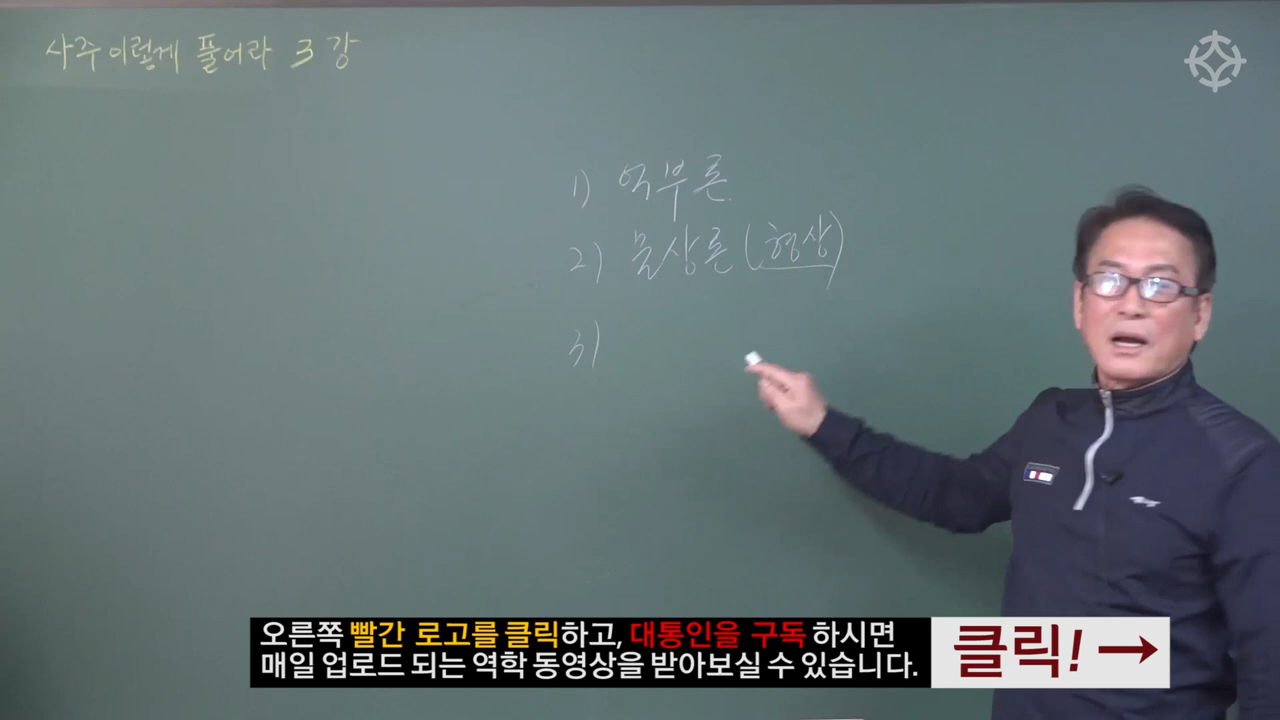 사주 이렇게 풀어라 3강
1) 억부론
2) 물상론 (형상)
3)
오른쪽 빨간 로고를 클릭하고, 대통인을 구독 하시면
매일 업로드 되는 역학 동영상을 받아보실 수 있습니다.
클릭! →